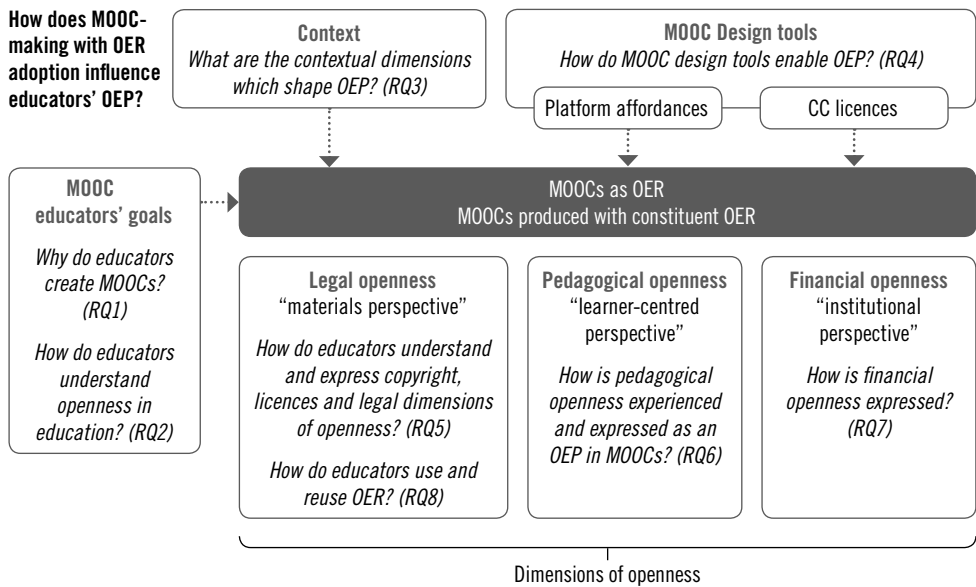 How does MOOC-
making with OER
adoption influence
educators' OEP?
Context
What are the contextual dimensions
which shape OEP? (RQ3)
MOOC Design tools
How do MOOC design tools enable OEP? (RQ4)
Platform affordances
CC licences
MOOC
educators' goals
Why do educators
create MOOCs?
(RQ1)
How do educators
understand
openness in
education? (RQ2)
MOOCs as OER
MOOCs produced with constituent OER
Legal openness
“materials perspective”
How do educators understand
and express copyright,
licences and legal dimensions
of openness? (RQ5)
How do educators use and
reuse OER? (RQ8)
Pedagogical openness
“learner-centred
perspective”
How is pedagogical
openness experienced
and expressed as an
OEP in MOOCs? (RQ6)
Financial openness
“institutional
perspective”
How is financial
openness expressed?
(RQ7)
Dimensions of openness